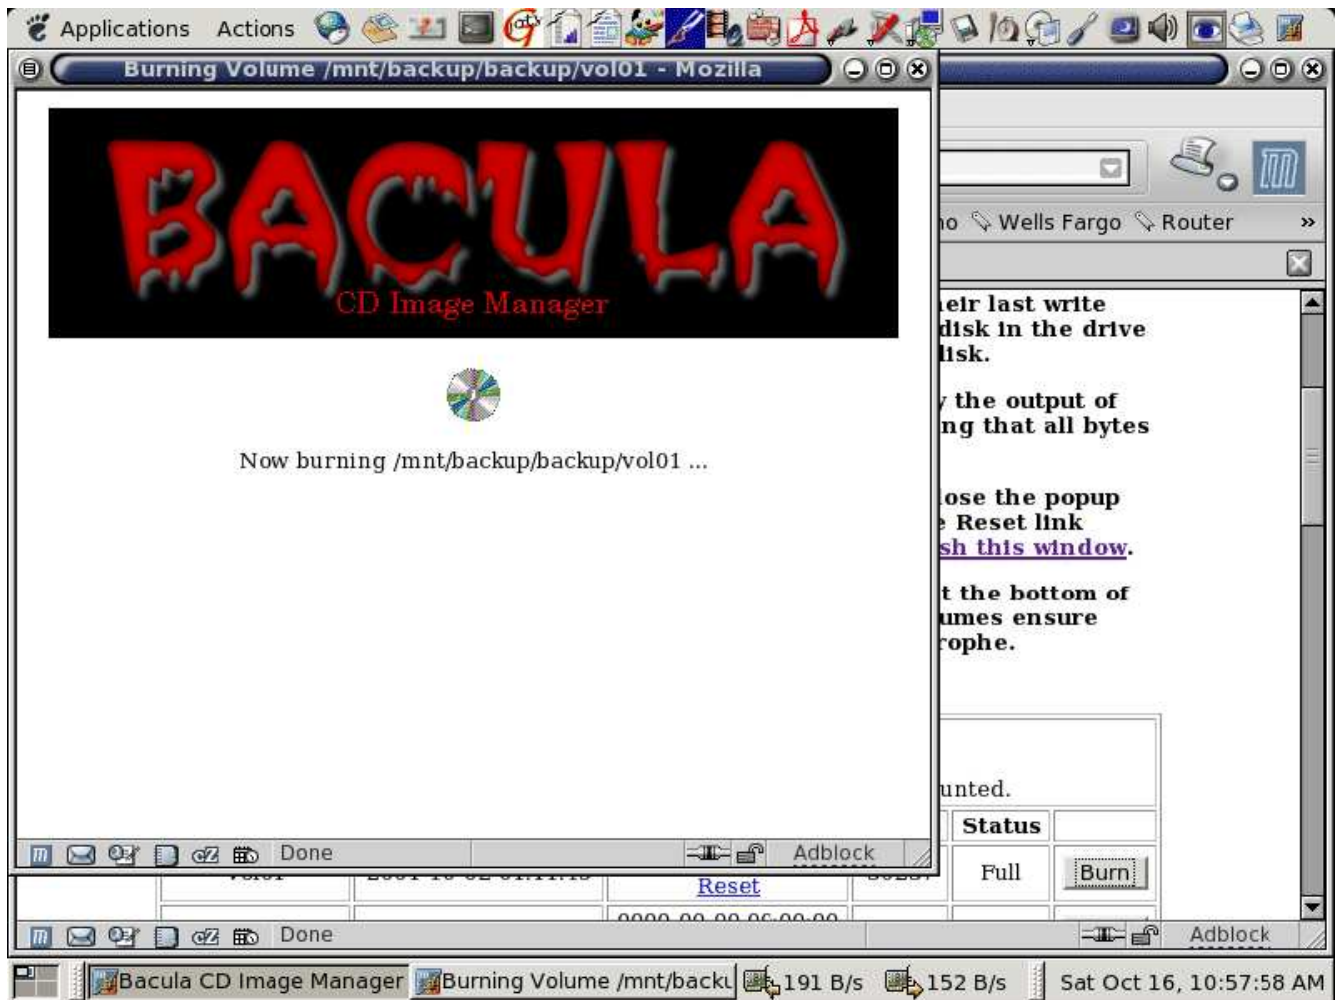 Applications Actions
Burning Volume /mnt/backup/backup/vol01 - Mozilla
BACULA
CD Image Manager
Now burning /mnt/backup/backup/vol01 ...
Done
Adblock
Wells Fargo
Router
»
eir last write
disk in the drive
disk.
the output of
ng that all bytes
ose the popup
Reset link
sh this window.
t the bottom of
umes ensure
rophe.
unted.
Status
Reset
Full
Burn
Done
Adblock
Bacula CD Image Manager
Burning Volume /mnt/backu
191 B/s
152 B/s
Sat Oct 16, 10:57:58 AM